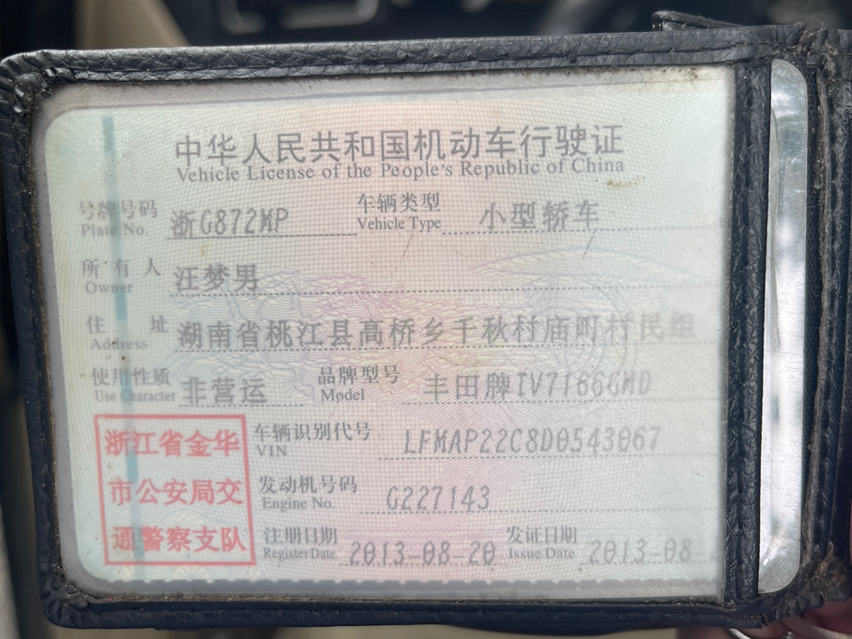 中华人民共和国机动车行驶证
Vehicle License of the People's Republic of China
号牌号码 浙G872MP 车辆类型 小型轿车
Plate No. Vehicle Type
所有人 汪梦男
Owner
住址 湖南省桃江县高桥乡千秋村庙町村民组
Address
使用性质 非营运 品牌型号 丰田牌TV7166GMD
Use Character Model
浙江省金华 车辆识别代号 LFMAP22C8D0543067
VIN
市公安局交 发动机号码 G227143
Engine No.
通警察支队 注册日期 2013-08-20 发证日期 2013-08-
Register Date Issue Date